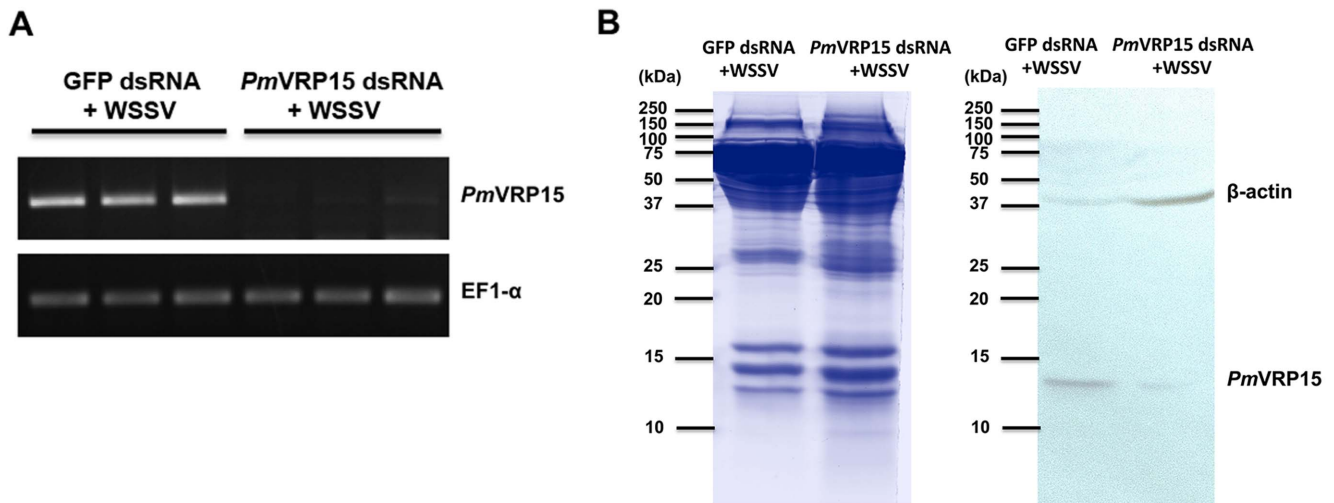 A
GFP dsRNA
+ WSSV
PmVRP15 dsRNA
+ WSSV
PmVRP15
EF1-α
B
GFP dsRNA
+WSSV
PmVRP15 dsRNA
+WSSV
(kDa)
250
150
100
75
50
37
25
20
15
10
GFP dsRNA
+WSSV
PmVRP15 dsRNA
+WSSV
(kDa)
250
150
100
75
50
37
25
20
15
10
β-actin
PmVRP15